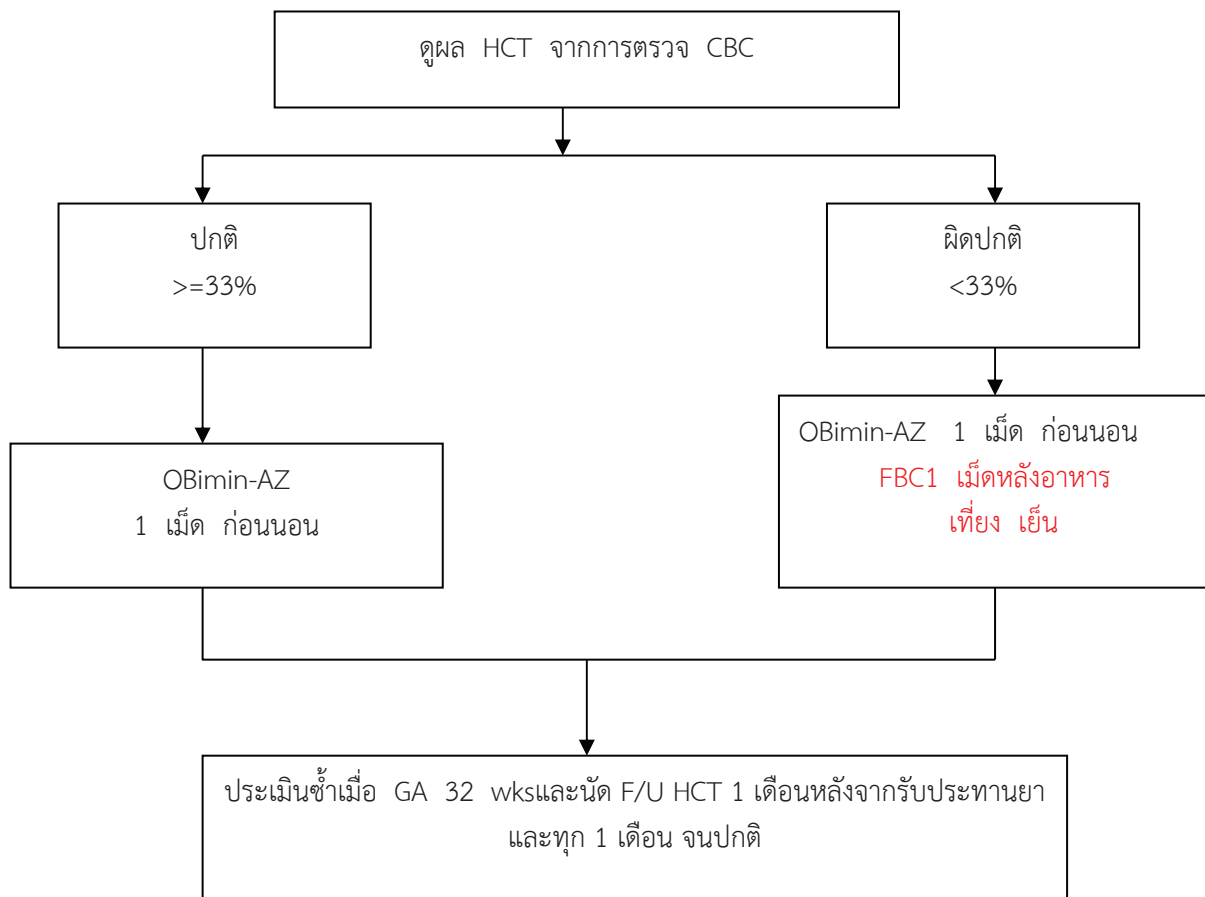 ดูผล HCT จากการตรวจ CBC
ปกติ
>=33%
ผิดปกติ
<33%
OBimin-AZ
1 เม็ด ก่อนนอน
OBimin-AZ 1 เม็ด ก่อนนอน
FBC1 เม็ดหลังอาหาร
เที่ยง เย็น
ประเมินซ้ำเมื่อ GA 32 wksและนัด F/U HCT 1 เดือนหลังจากรับประทานยา
และทุก 1 เดือน จนปกติ